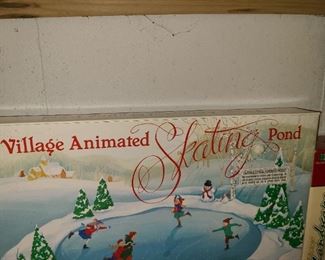 Village Animated Skating Pond